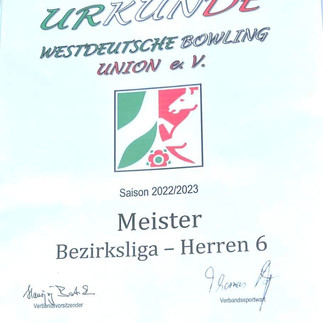 URKUNDE
WESTDEUTSCHE BOWLING
UNION e. V.
Saison 2022/2023
Meister
Bezirksliga – Herren 6
Verbandsvorsitzender